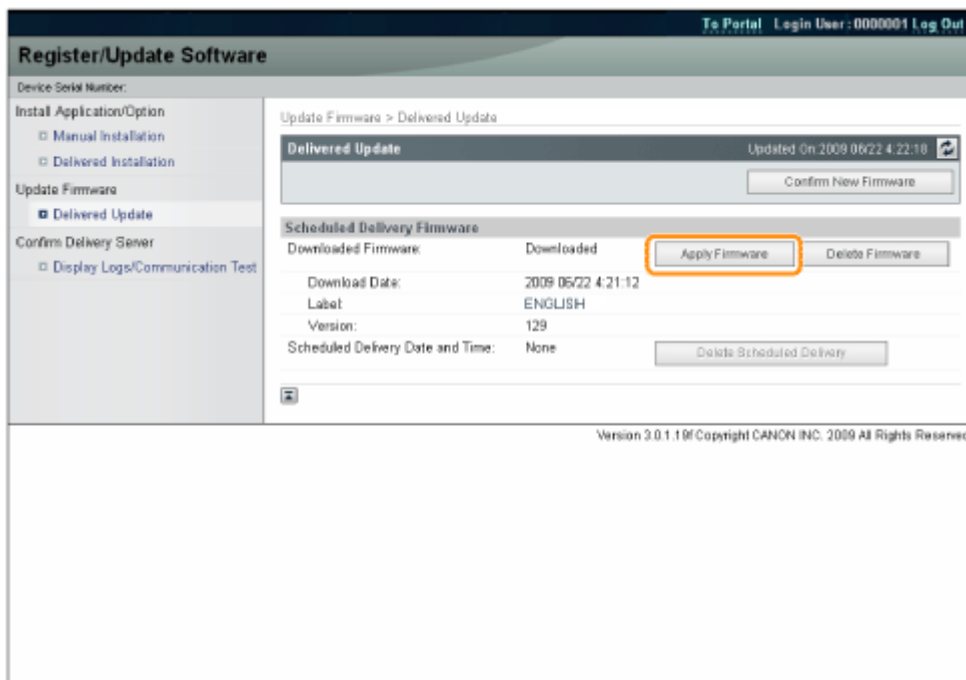 To Portal Login User : 0000001 Log Out
Register/Update Software
Device Serial Number:
Install Application/Option
Manual Installation
Delivered Installation
Update Firmware
Delivered Update
Confirm Delivery Server
Display Logs/Communication Test
Update Firmware > Delivered Update
Delivered Update Updated On:2009 06/22 4:22:18
Confirm New Firmware
Scheduled Delivery Firmware
Downloaded Firmware: Downloaded Apply Firmware Delete Firmware
Download Date: 2009 06/22 4:21:12
Label: ENGLISH
Version: 129
Scheduled Delivery Date and Time: None Delete Scheduled Delivery
Version 3.0.1.19f Copyright CANON INC. 2009 All Rights Reserved